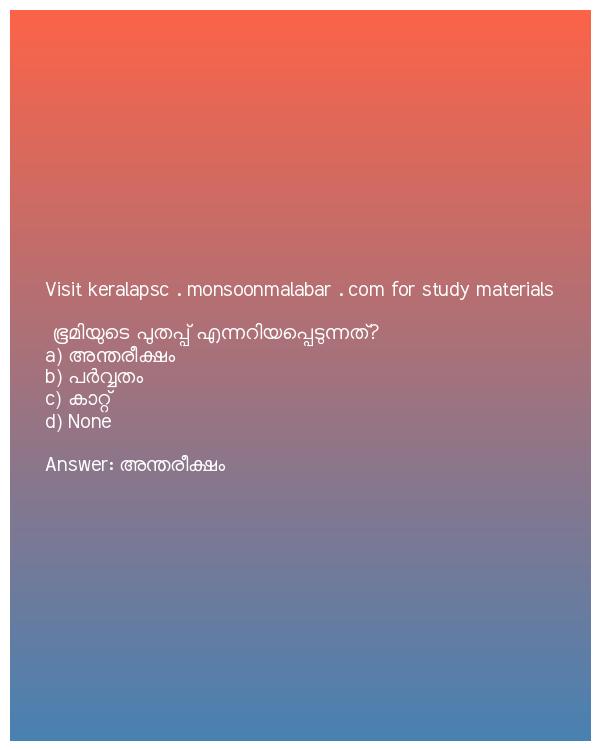 Visit keralapsc . monsoonmalabar . com for study materials
ഭൂമിയുടെ പുതപ്പ് എന്നറിയപ്പെടുന്നത്?
a) അന്തരീക്ഷം
b) പർവ്വതം
c) കാറ്റ്
d) None
Answer: അന്തരീക്ഷം